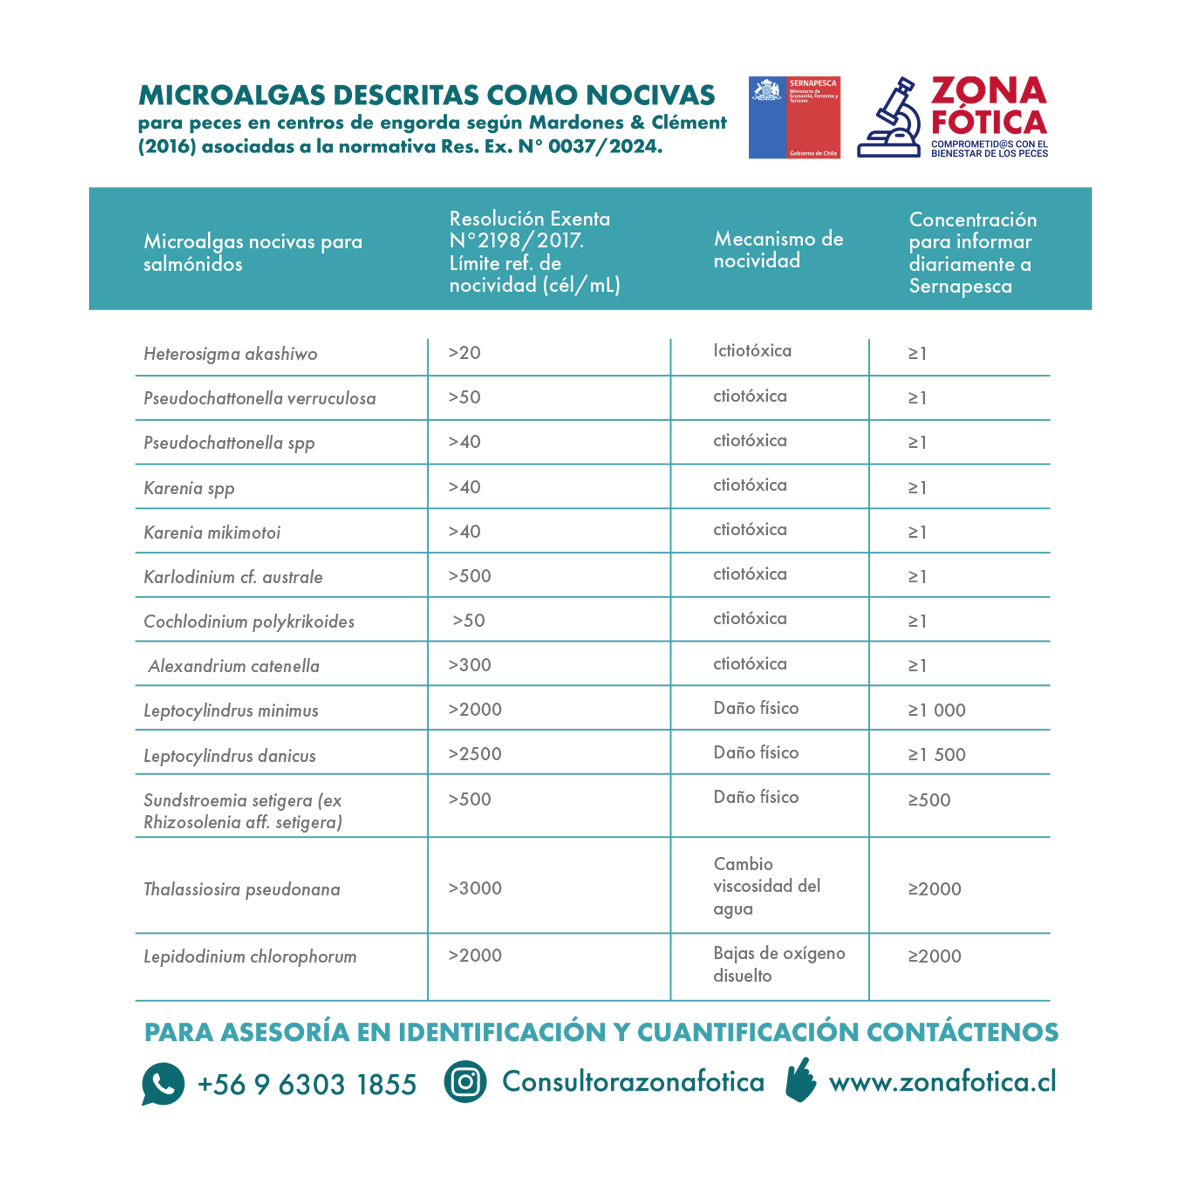 MICROALGAS DESCRITAS COMO NOCIVAS
para peces en centros de engorda según Mardones & Clément
(2016) asociadas a la normativa Res. Ex. N° 0037/2024.
SERNAPESCA
Ministerio de
Economía, Fomento y
Turismo
Gobierno de Chile
ZONA
FÓTICA
COMPROMETID@S CON EL
BIENESTAR DE LOS PECES
Microalgas nocivas para
salmónidos
Resolución Exenta
N°2198/2017.
Límite ref. de
nocividad (cél/mL)
Mecanismo de
nocividad
Concentración
para informar
diariamente a
Sernapesca
Heterosigma akashiwo >20 Ictiotóxica ≥1
Pseudochattonella verruculosa >50 ctiotóxica ≥1
Pseudochattonella spp >40 ctiotóxica ≥1
Karenia spp >40 ctiotóxica ≥1
Karenia mikimotoi >40 ctiotóxica ≥1
Karlodinium cf. australe >500 ctiotóxica ≥1
Cochlodinium polykrikoides >50 ctiotóxica ≥1
Alexandrium catenella >300 ctiotóxica ≥1
Leptocylindrus minimus >2000 Daño físico ≥1 000
Leptocylindrus danicus >2500 Daño físico ≥1 500
Sundstroemia setigera (ex
Rhizosolenia aff. setigera)
>500 Daño físico ≥500
Thalassiosira pseudonana >3000
Cambio
viscosidad del
agua
≥2000
Lepidodinium chlorophorum >2000
Bajas de oxígeno
disuelto
≥2000
PARA ASESORÍA EN IDENTIFICACIÓN Y CUANTIFICACIÓN CONTÁCTENOS
+56 9 6303 1855 Consultorazonafotica www.zonafotica.cl